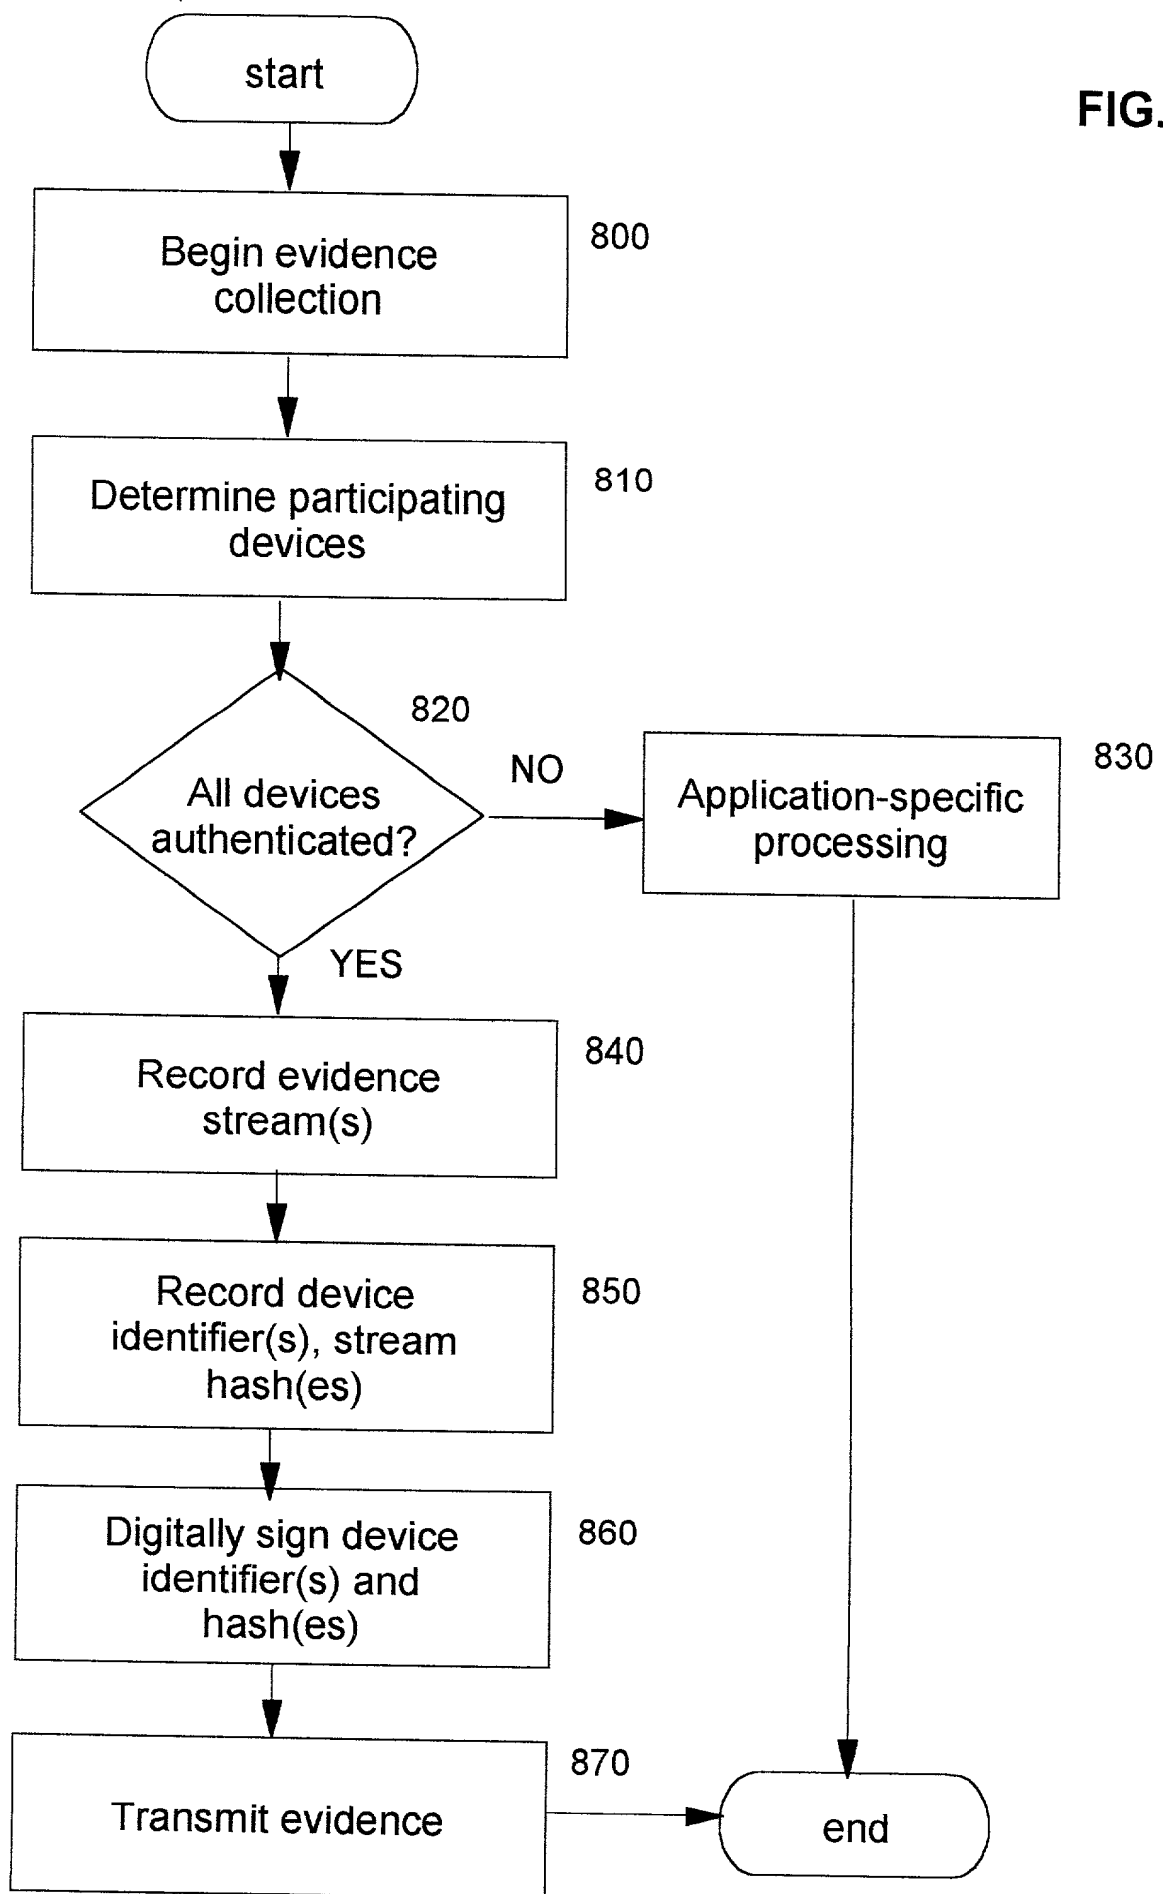 start
FIG.
Begin evidence
collection
800
Determine participating
devices
810
820
All devices
authenticated?
NO
Application-specific
processing
830
YES
Record evidence
stream(s)
840
Record device
identifier(s), stream
hash(es)
850
Digitally sign device
identifier(s) and
hash(es)
860
Transmit evidence
870
end